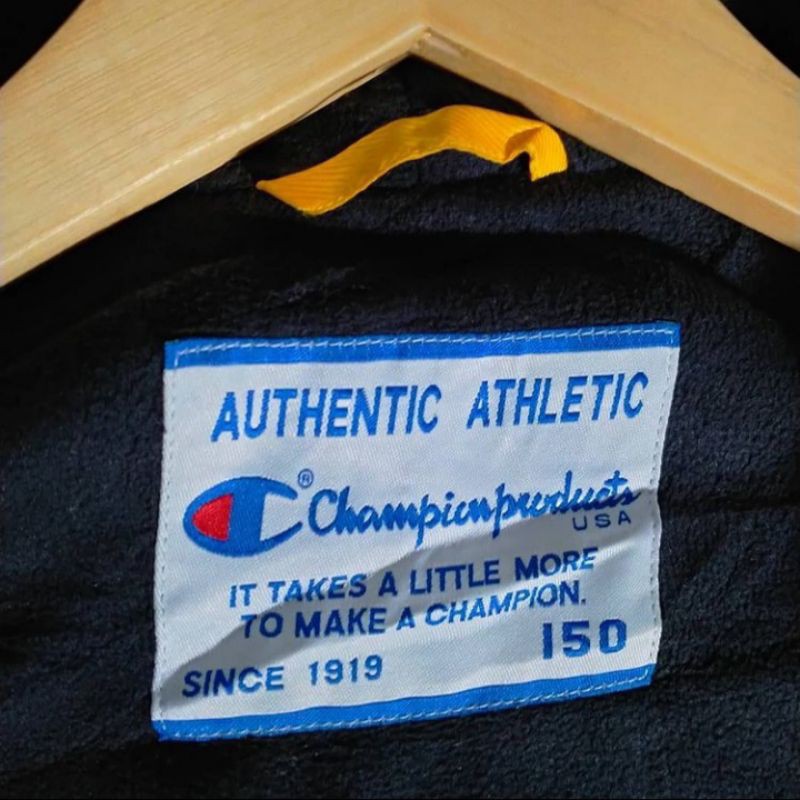 AUTHENTIC ATHLETIC
® Championproducts
USA
IT TAKES A LITTLE MORE
TO MAKE A CHAMPION.
150
SINCE 1919